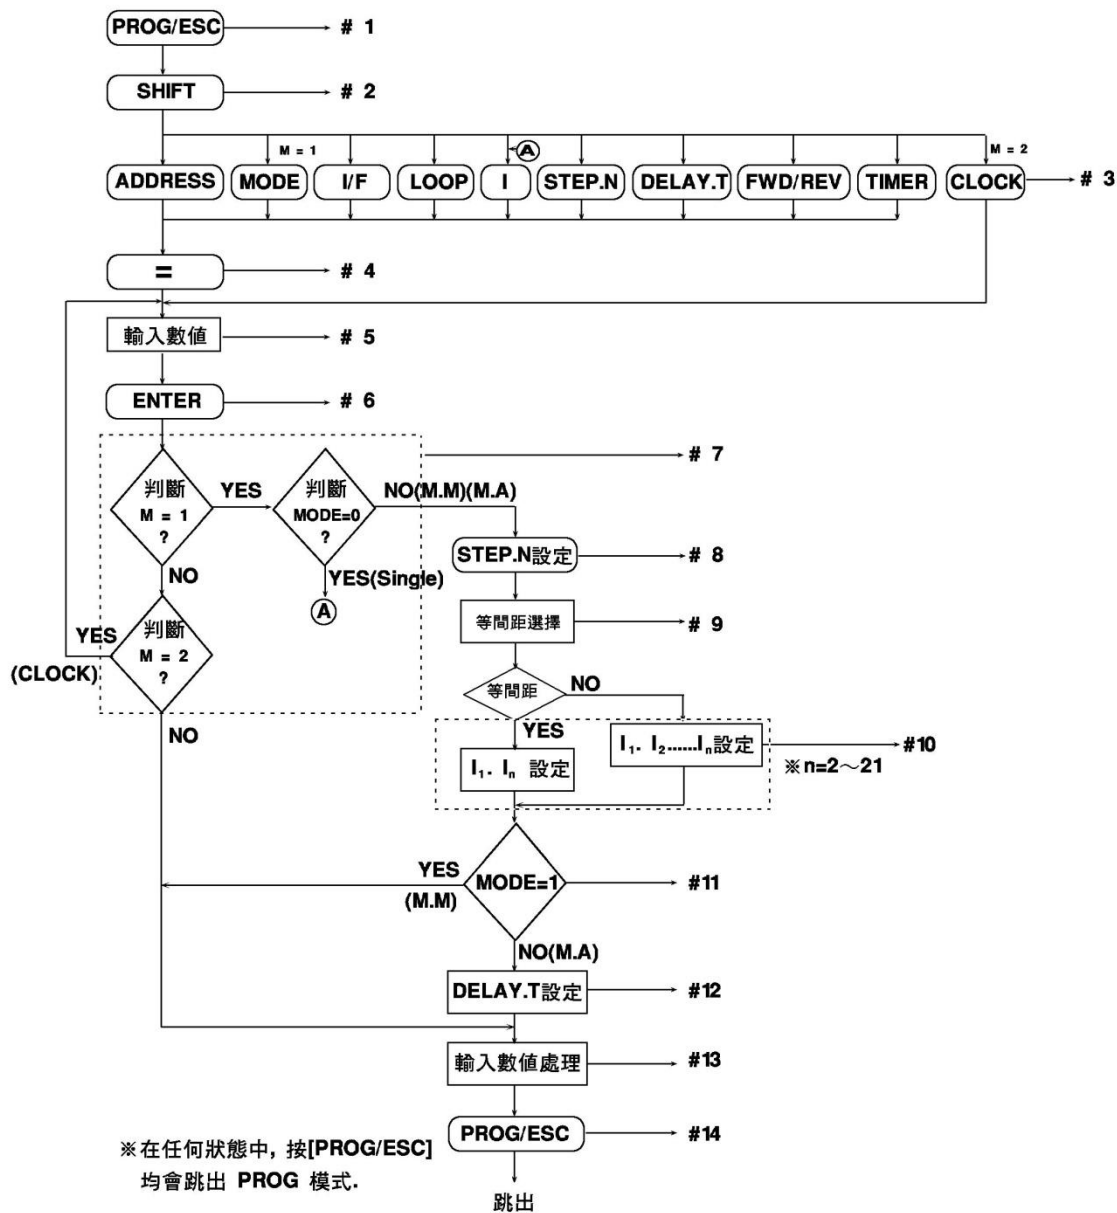 PROG/ESC
# 1
SHIFT
# 2
M = 1
A
M = 2
ADDRESS
MODE
I/F
LOOP
I
STEP.N
DELAY.T
FWD/REV
TIMER
CLOCK
# 3
=
# 4
輸入數值
# 5
ENTER
# 6
# 7
判斷
M = 1
?
YES
判斷
MODE=0
?
NO(M.M)(M.A)
STEP.N設定
# 8
NO
YES(Single)
A
等間距選擇
# 9
YES
(CLOCK)
判斷
M = 2
?
等間距
NO
NO
YES
I₁. Iₙ 設定
I₁. I₂......Iₙ設定
#10
※n=2～21
YES
(M.M)
MODE=1
#11
NO(M.A)
DELAY.T設定
#12
輸入數值處理
#13
PROG/ESC
#14
※在任何狀態中, 按[PROG/ESC]
均會跳出 PROG 模式.
跳出